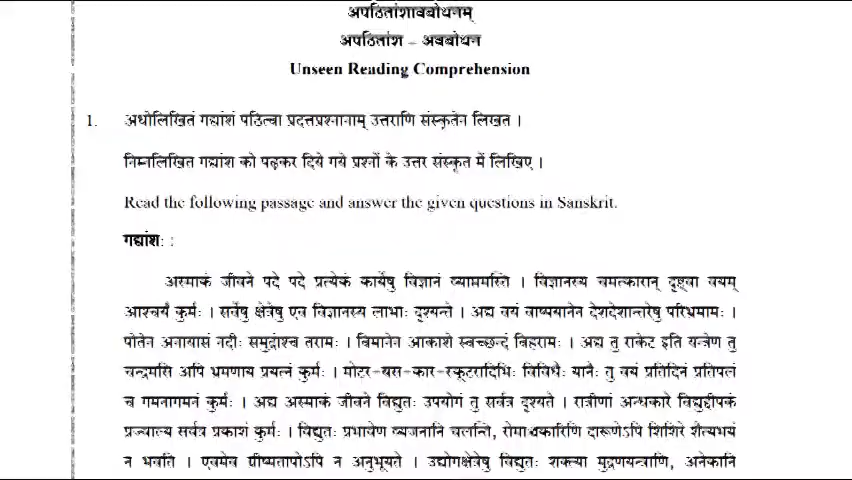 अपठितांशावबोधनम्
अपठितांश – अवबोधन
Unseen Reading Comprehension
1. अधोलिखितं गद्यांशं पठित्वा प्रदत्तप्रश्नानाम् उत्तराणि संस्कृतेन लिखत ।
निम्नलिखित गद्यांश को पढ़कर दिये गये प्रश्नों के उत्तर संस्कृत में लिखिए ।
Read the following passage and answer the given questions in Sanskrit.
गद्यांशः :
अस्माकं जीवने पदे पदे प्रत्येकं कार्येषु विज्ञानं व्याप्तमस्ति । विज्ञानस्य चमत्कारान् दृष्ट्वा वयम्
आश्चर्यं कुर्मः । सर्वेषु क्षेत्रेषु एव विज्ञानस्य लाभाः दृश्यन्ते । अद्य वयं वाष्पयानेन देशदेशान्तरेषु परिभ्रमामः ।
पोतेन अनायासं नदीः समुद्रांश्च तरामः । विमानेन आकाशे स्वच्छन्दं विहरामः । अद्य तु राकेट इति यन्त्रेण तु
चन्द्रमसि अपि भ्रमणाय प्रयत्नं कुर्मः । मोटर-बस-कार-स्कूटरादिभिः विविधैः यानैः तु वयं प्रतिदिनं प्रतिपलं
च गमनागमनं कुर्मः । अद्य अस्माकं जीवने विद्युतः उपयोगं तु सर्वत्र दृश्यते । रात्रीणां अन्धकारे विद्युद्दीपकं
प्रज्वाल्य सर्वत्र प्रकाशं कुर्मः । विद्युतः प्रभावेण व्यजनानि चलन्ति, रोमाञ्चकारिणि दारूणेऽपि शिशिरे शैत्यभयं
न भवति । एवमेव ग्रीष्मतापोऽपि न अनुभूयते । उद्योगक्षेत्रेषु विद्युतः शक्त्या मुद्रणयन्त्राणि, अनेकानि